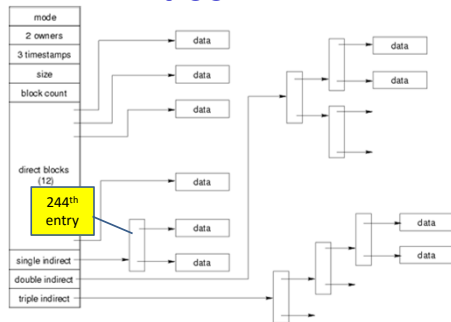 mode
2 owners
3 timestamps
size
block count
direct blocks
(12)
single indirect
double indirect
triple indirect
244th
entry
data
data
data
data
data
data
data
data
data
data